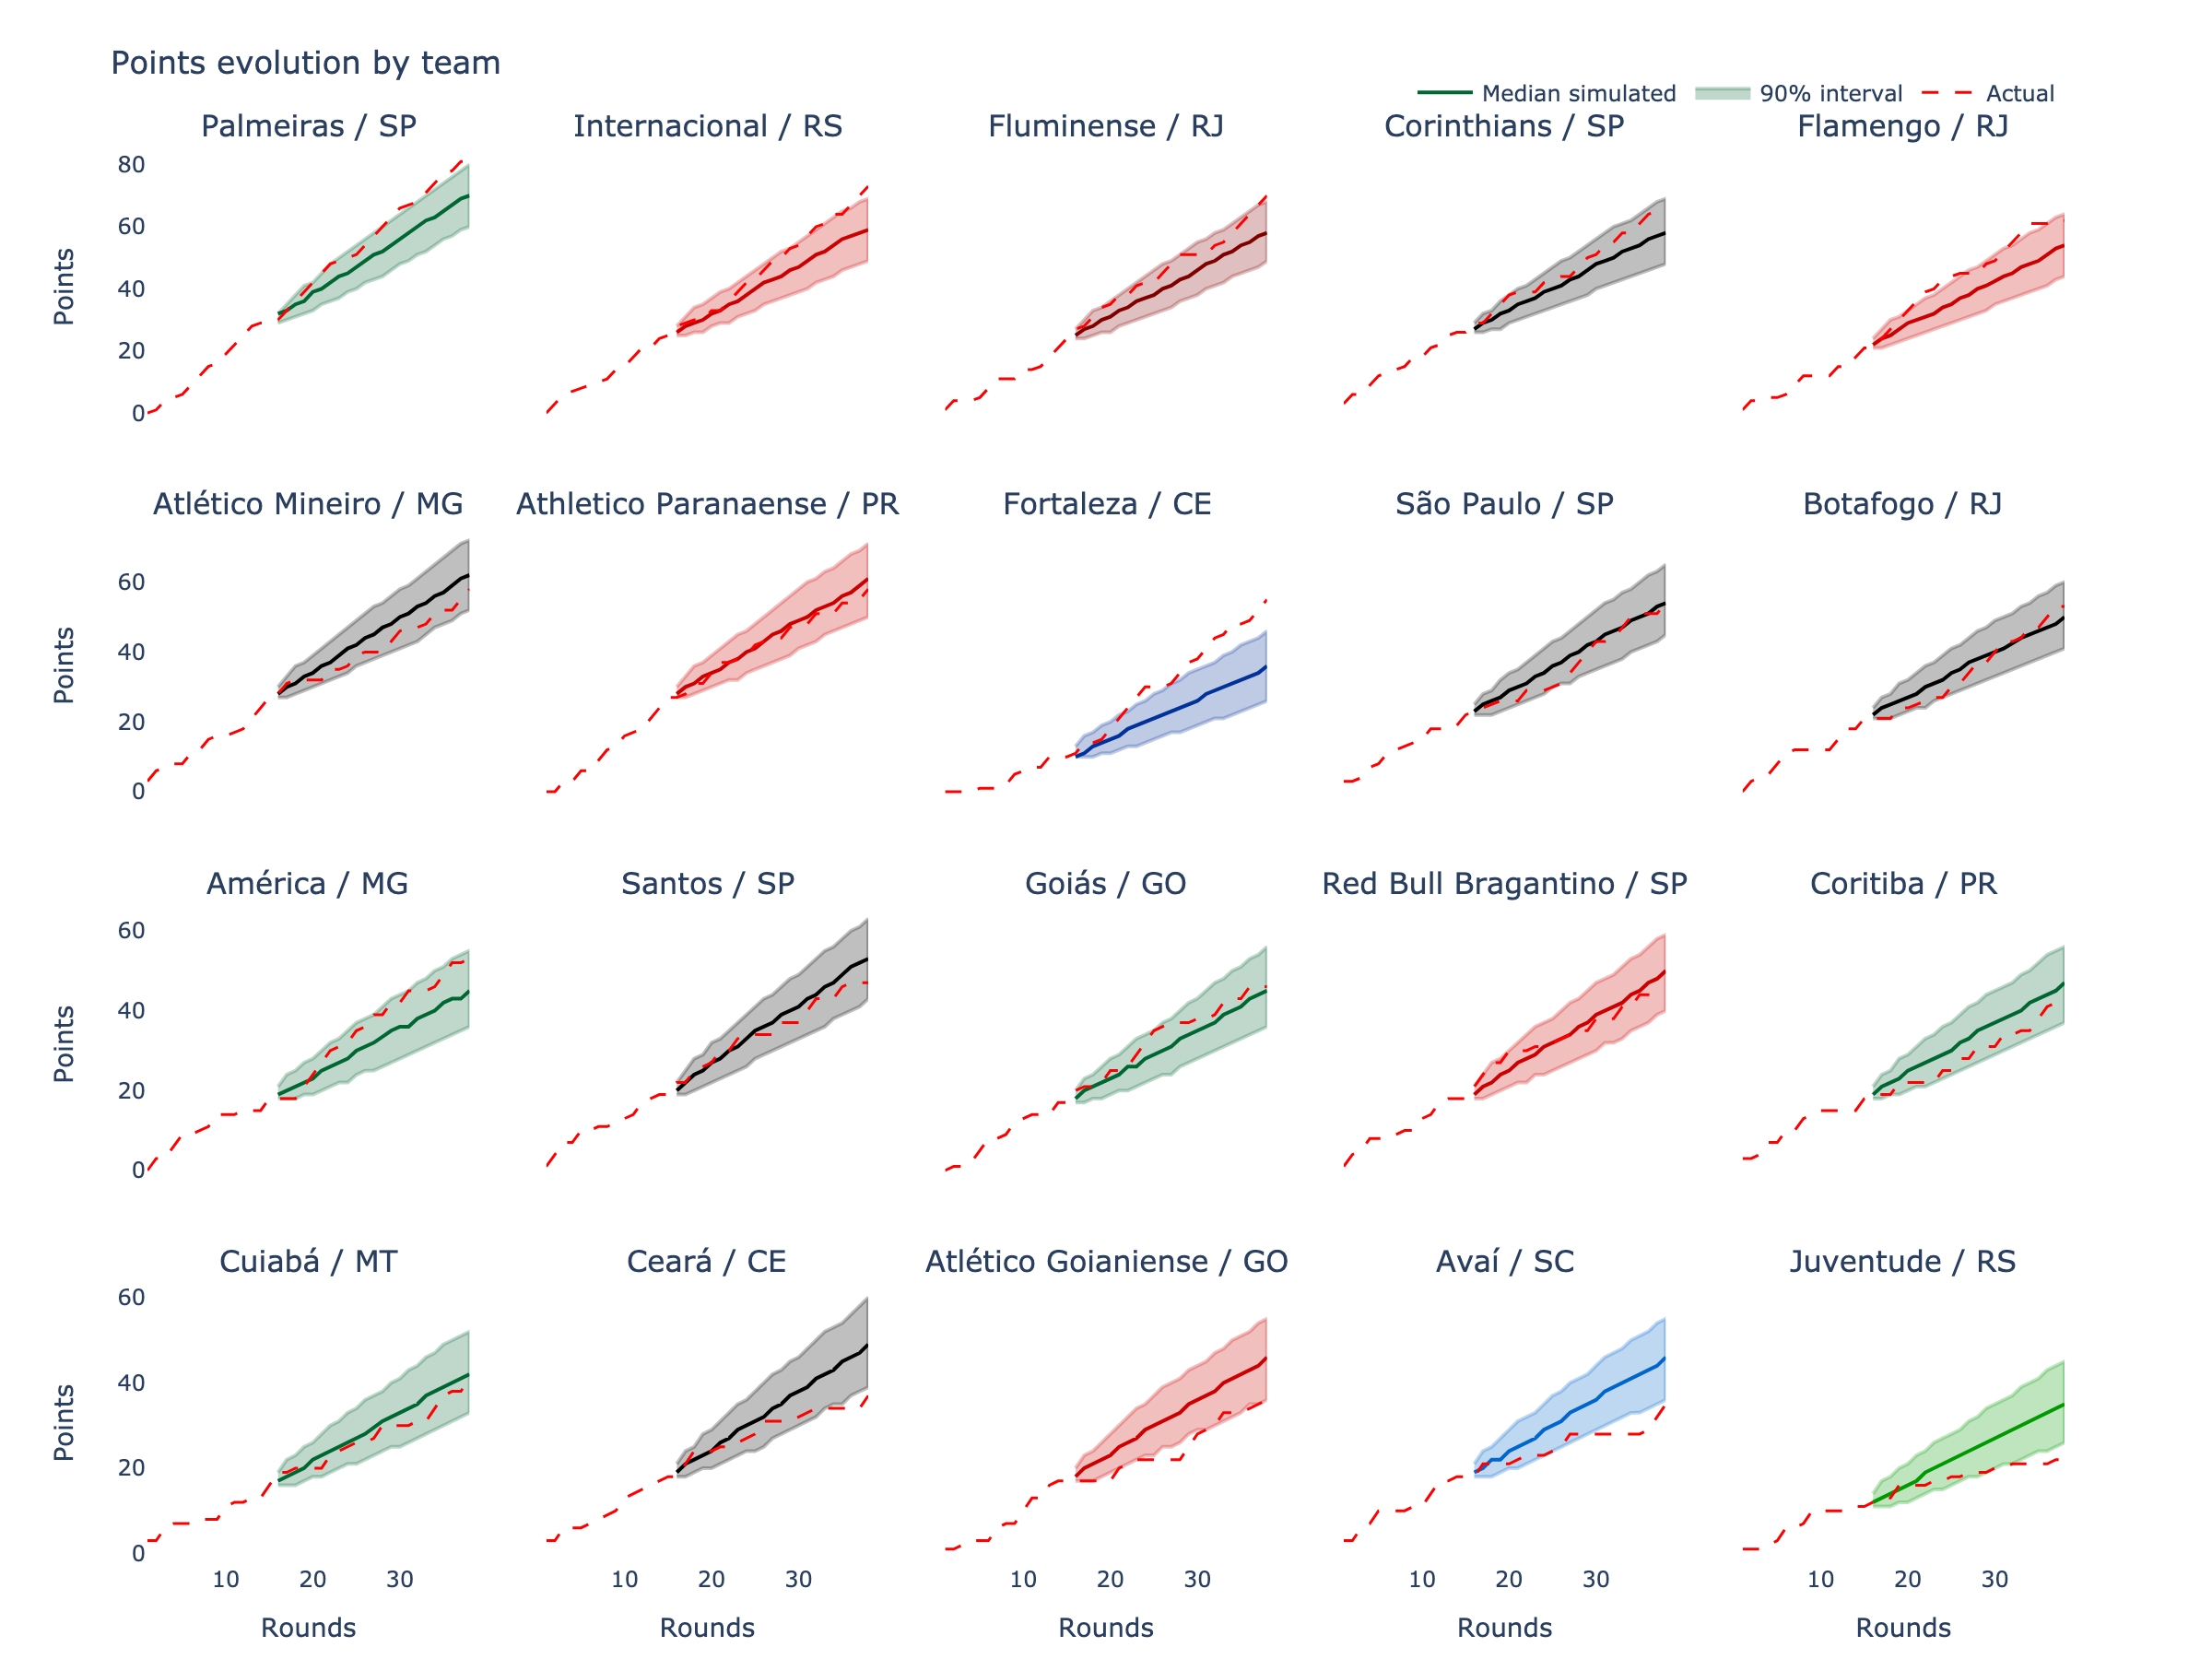 Points evolution by team
Median simulated 90% interval Actual
Palmeiras / SP Internacional / RS Fluminense / RJ Corinthians / SP Flamengo / RJ
80
60
40
20
0
Points
Atlético Mineiro / MG Athletico Paranaense / PR Fortaleza / CE São Paulo / SP Botafogo / RJ
60
40
20
0
Points
América / MG Santos / SP Goiás / GO Red Bull Bragantino / SP Coritiba / PR
60
40
20
0
Points
Cuiabá / MT Ceará / CE Atlético Goianiense / GO Avaí / SC Juventude / RS
60
40
20
0
Points
10 20 30 10 20 30 10 20 30 10 20 30 10 20 30
Rounds Rounds Rounds Rounds Rounds